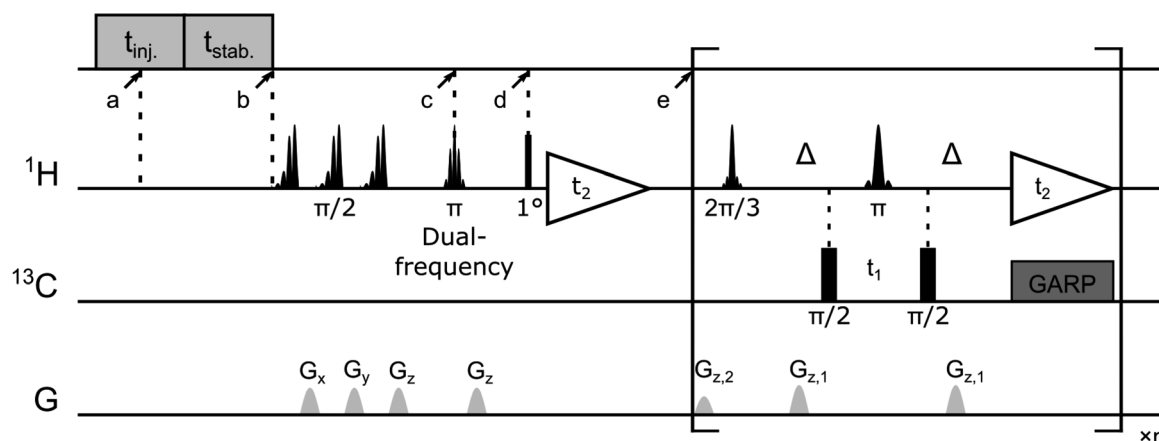 t_inj. t_stab.
a b c d e
¹H Δ Δ
t₂ t₂
π/2 π 1° 2π/3 π
Dual-
frequency
¹³C t₁ GARP
π/2 π/2
G_x G_y G_z G_z G_z,2 G_z,1 G_z,1
G